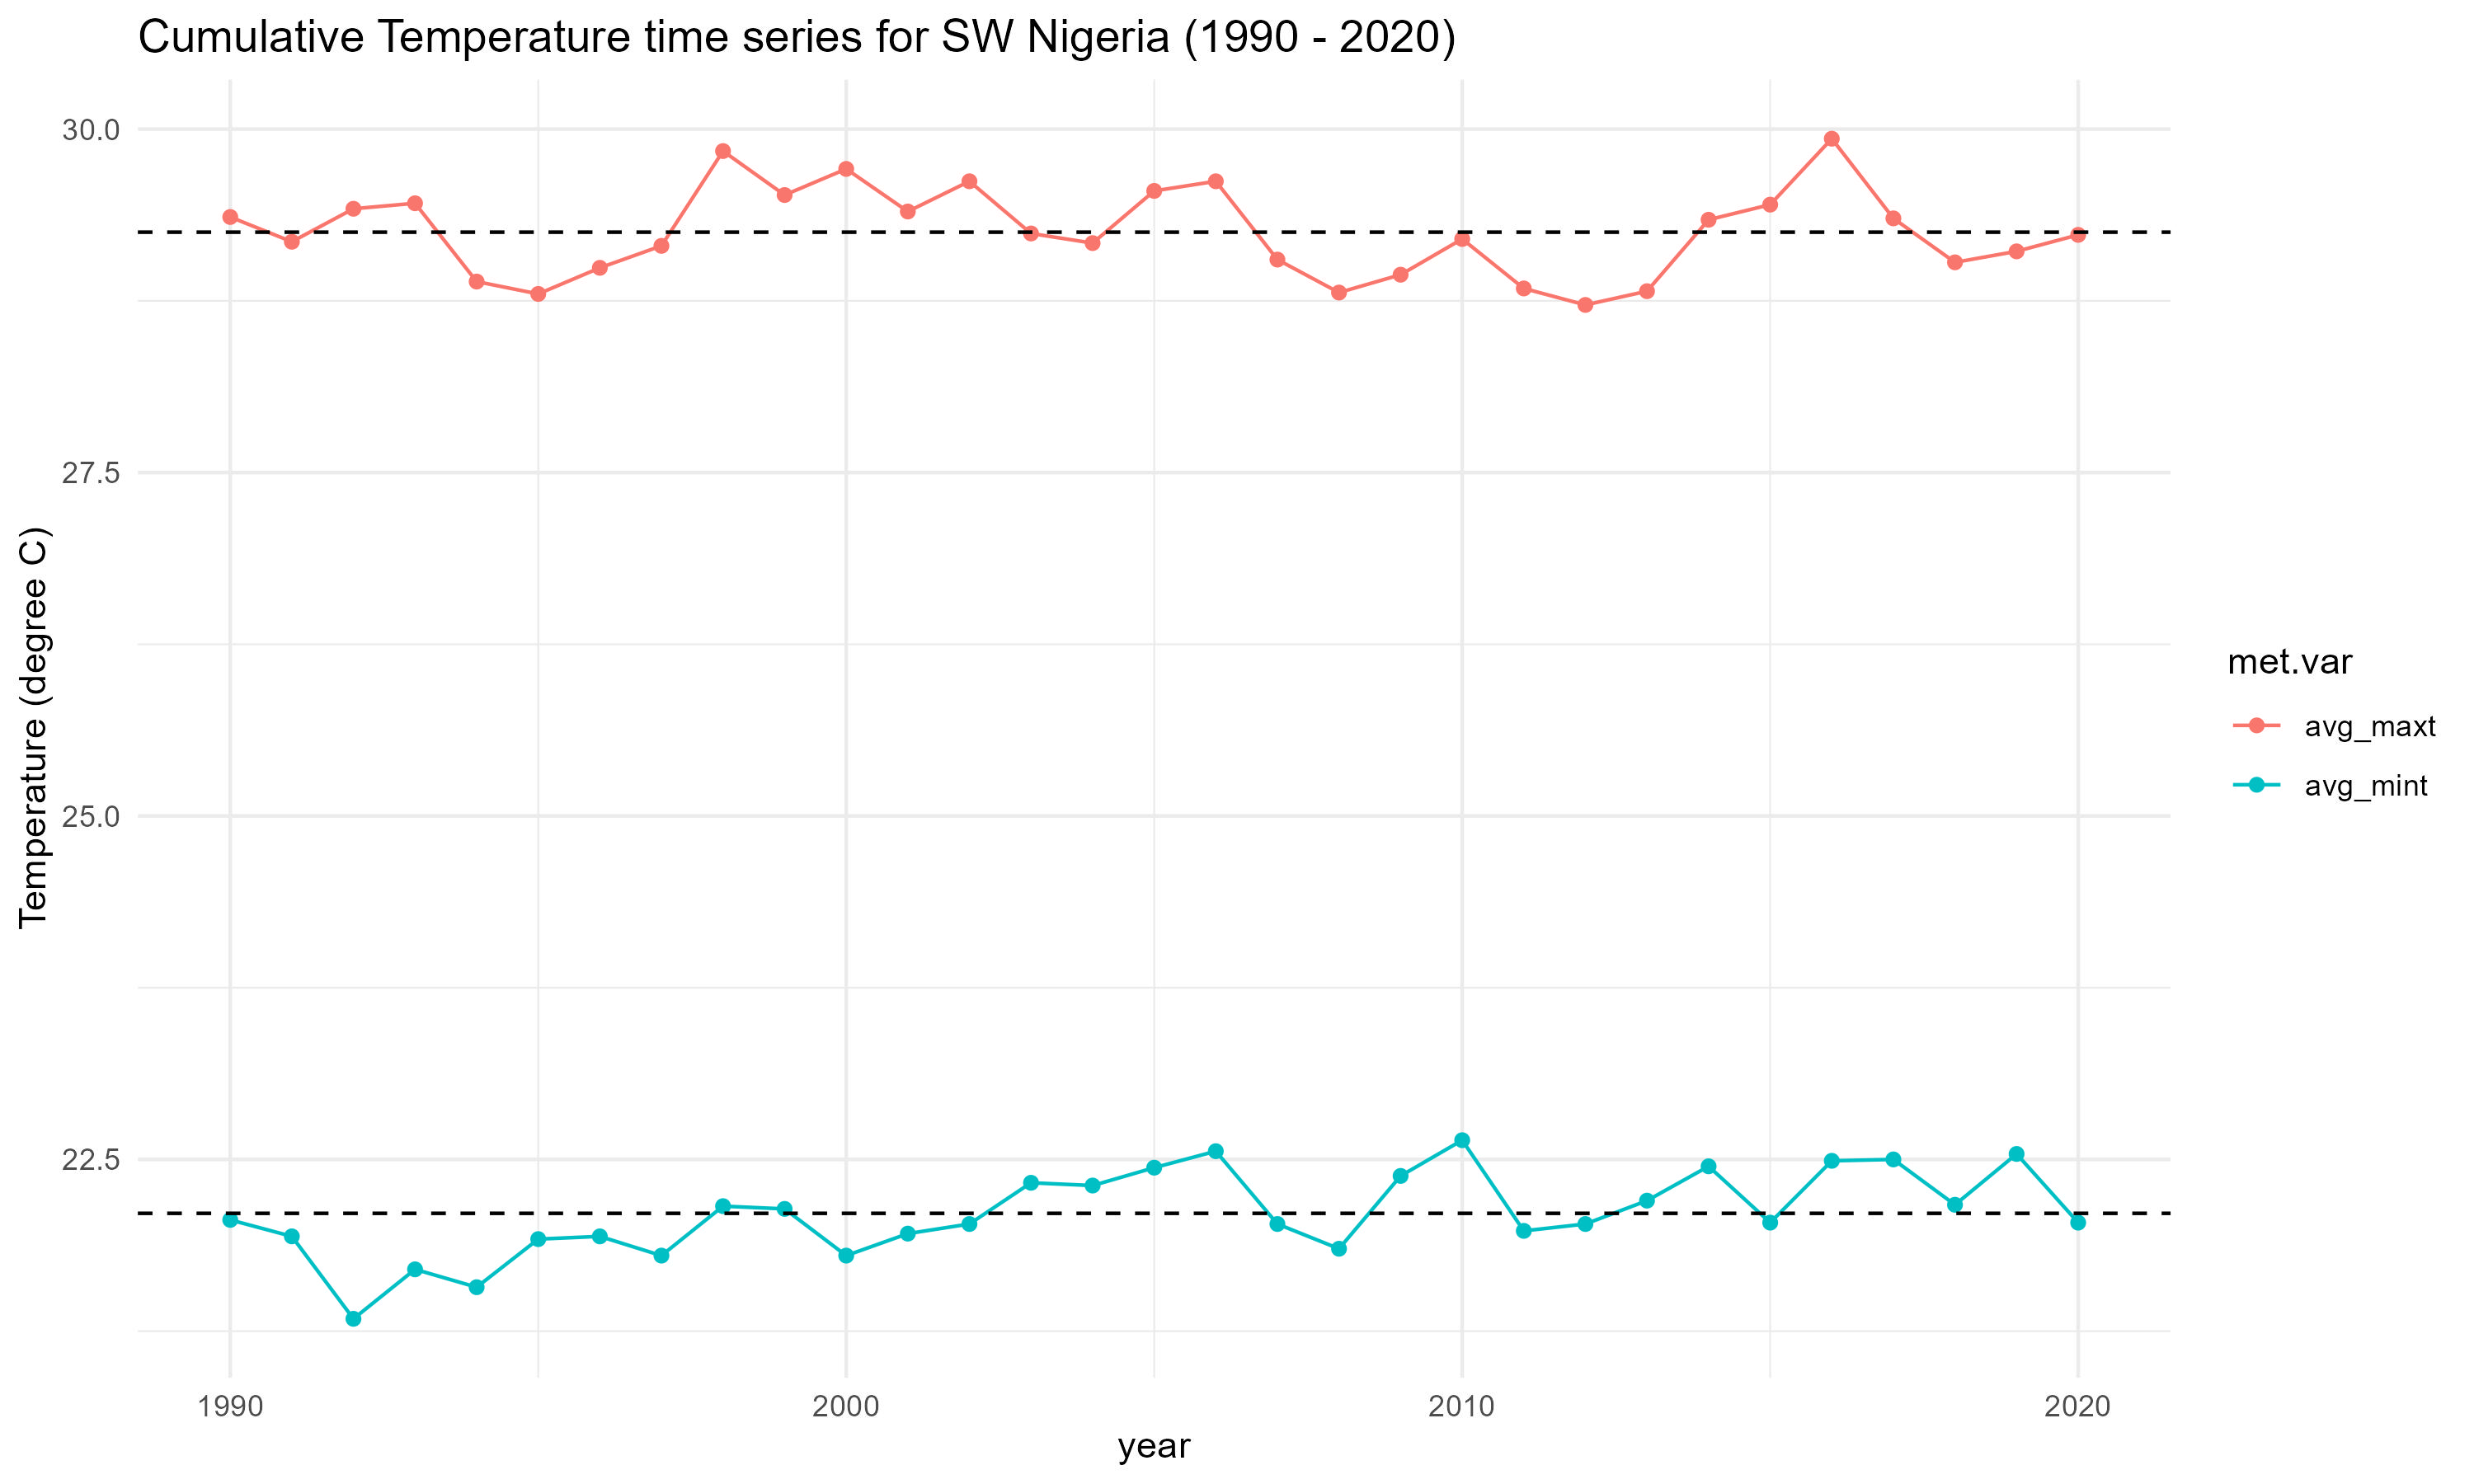 Cumulative Temperature time series for SW Nigeria (1990 - 2020)
30.0
27.5
25.0
22.5
Temperature (degree C)
1990
2000
2010
2020
year
met.var
avg_maxt
avg_mint